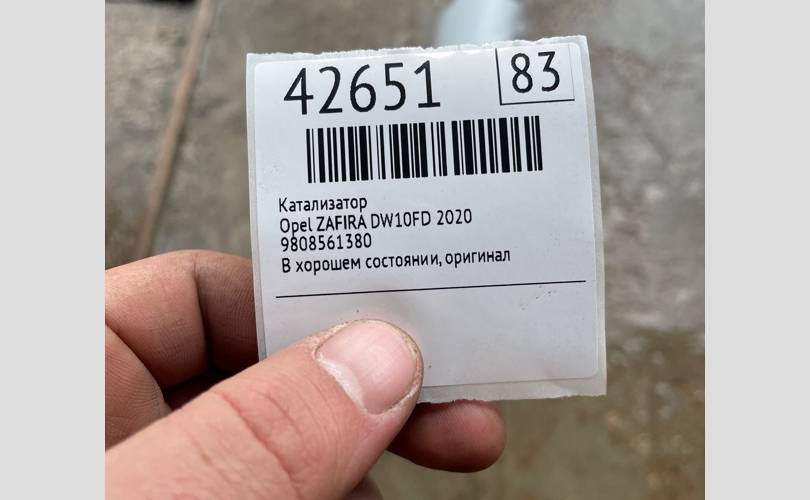 42651
83
Катализатор
Opel ZAFIRA DW10FD 2020
9808561380
В хорошем состоянии, оригинал